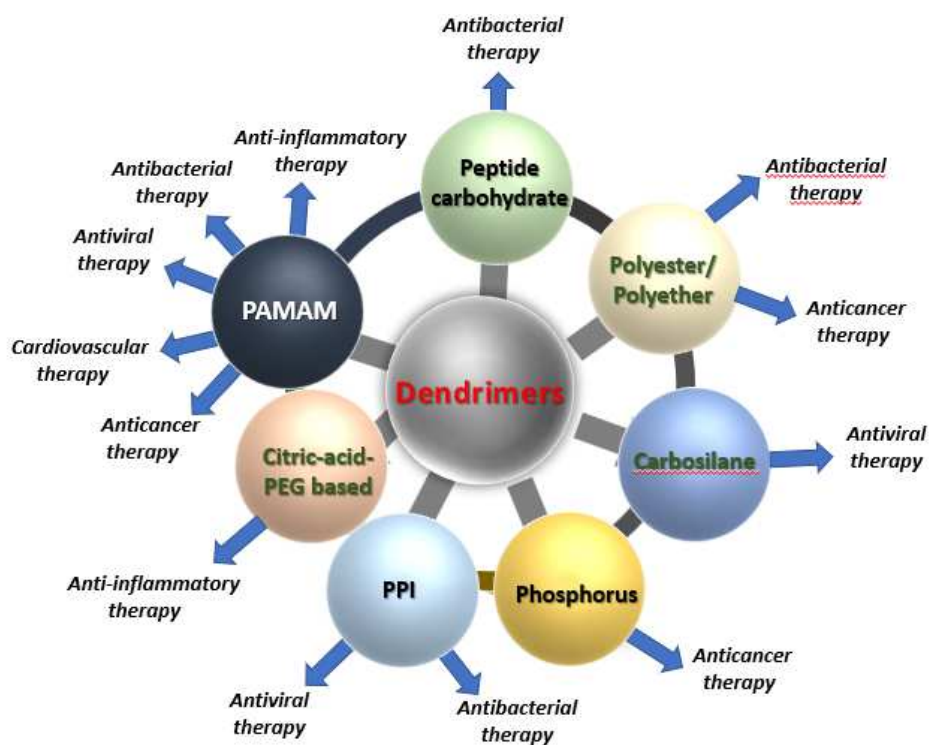 Antibacterial
therapy
Anti-inflammatory
therapy
Antibacterial
therapy
Antiviral
therapy
Cardiovascular
therapy
Anticancer
therapy
PAMAM
Peptide
carbohydrate
Antibacterial
therapy
Polyester/
Polyether
Anticancer
therapy
Dendrimers
Citric-acid-
PEG based
Carbosilane
Antiviral
therapy
Anti-inflammatory
therapy
PPI
Phosphorus
Antiviral
therapy
Antibacterial
therapy
Anticancer
therapy